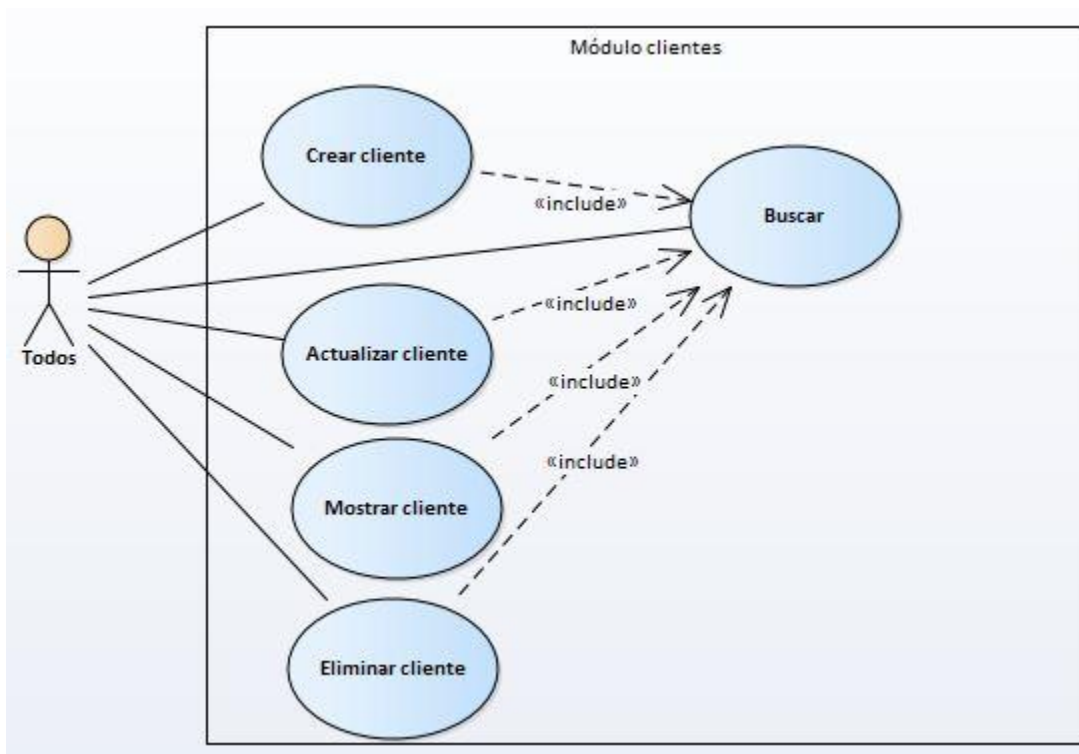 Módulo clientes
Crear cliente
«include»
Buscar
«include»
Todos
Actualizar cliente
«include»
«include»
Mostrar cliente
Eliminar cliente